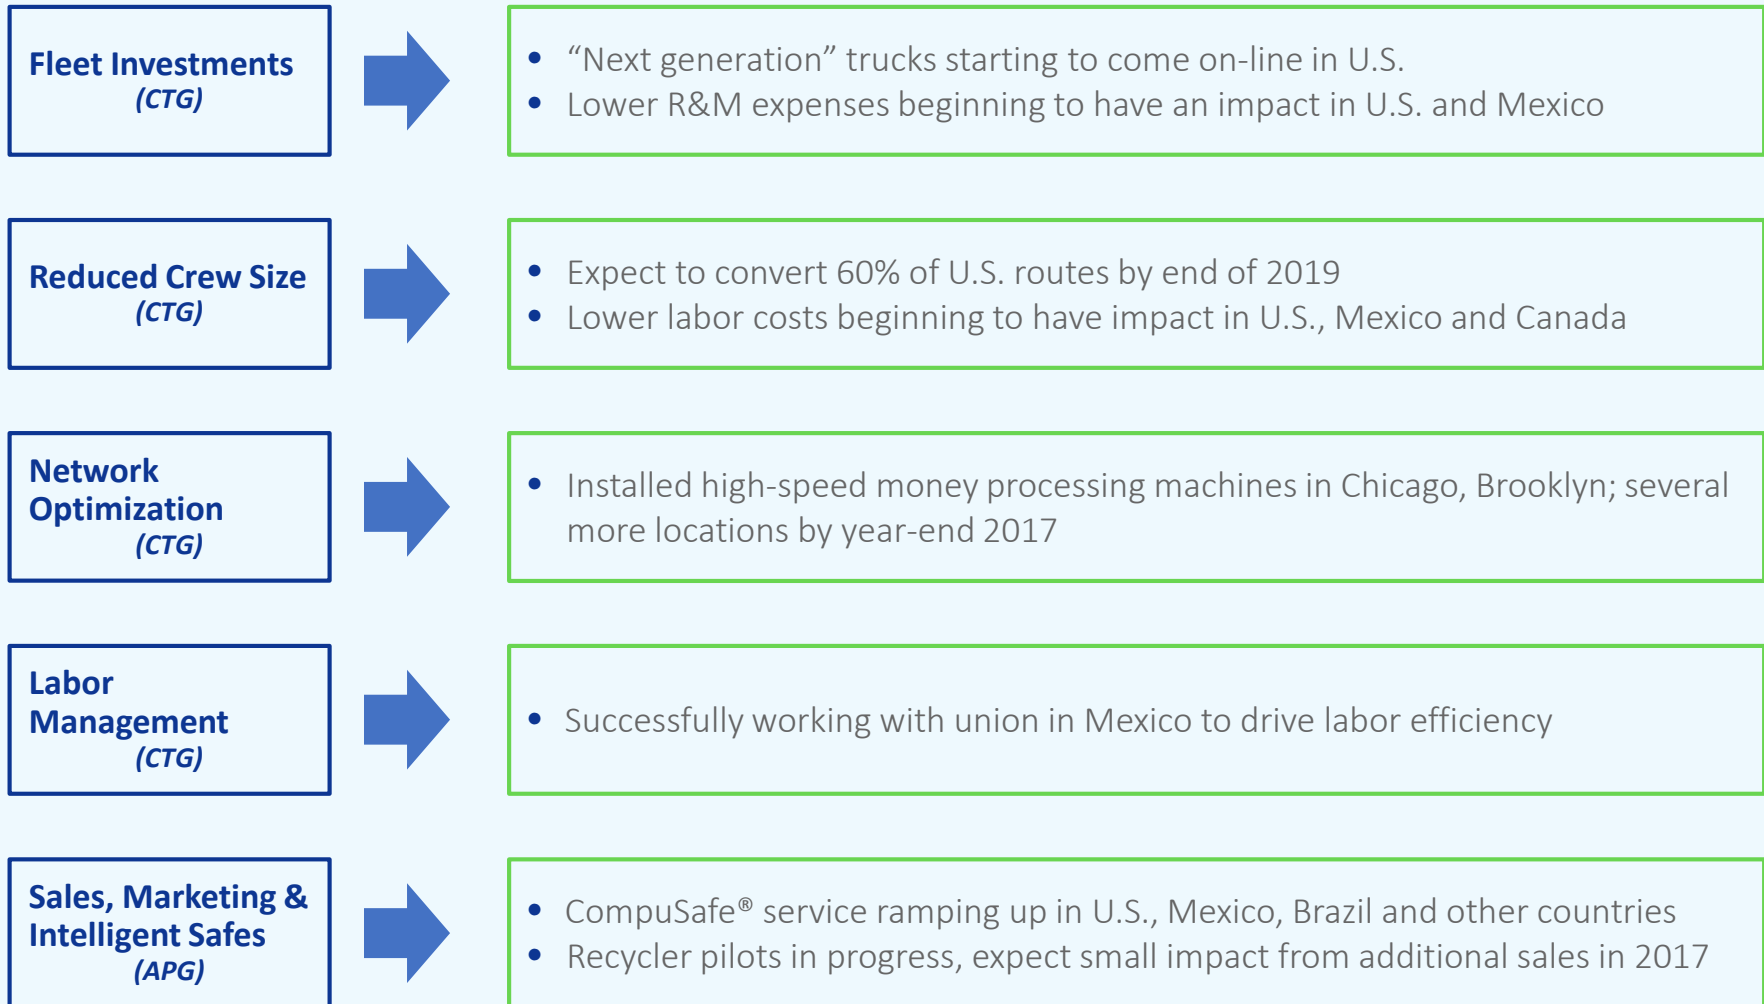 Fleet Investments
(CTG)
• “Next generation” trucks starting to come on-line in U.S.
• Lower R&M expenses beginning to have an impact in U.S. and Mexico
Reduced Crew Size
(CTG)
• Expect to convert 60% of U.S. routes by end of 2019
• Lower labor costs beginning to have impact in U.S., Mexico and Canada
Network
Optimization
(CTG)
• Installed high-speed money processing machines in Chicago, Brooklyn; several
more locations by year-end 2017
Labor
Management
(CTG)
• Successfully working with union in Mexico to drive labor efficiency
Sales, Marketing &
Intelligent Safes
(APG)
• CompuSafe® service ramping up in U.S., Mexico, Brazil and other countries
• Recycler pilots in progress, expect small impact from additional sales in 2017